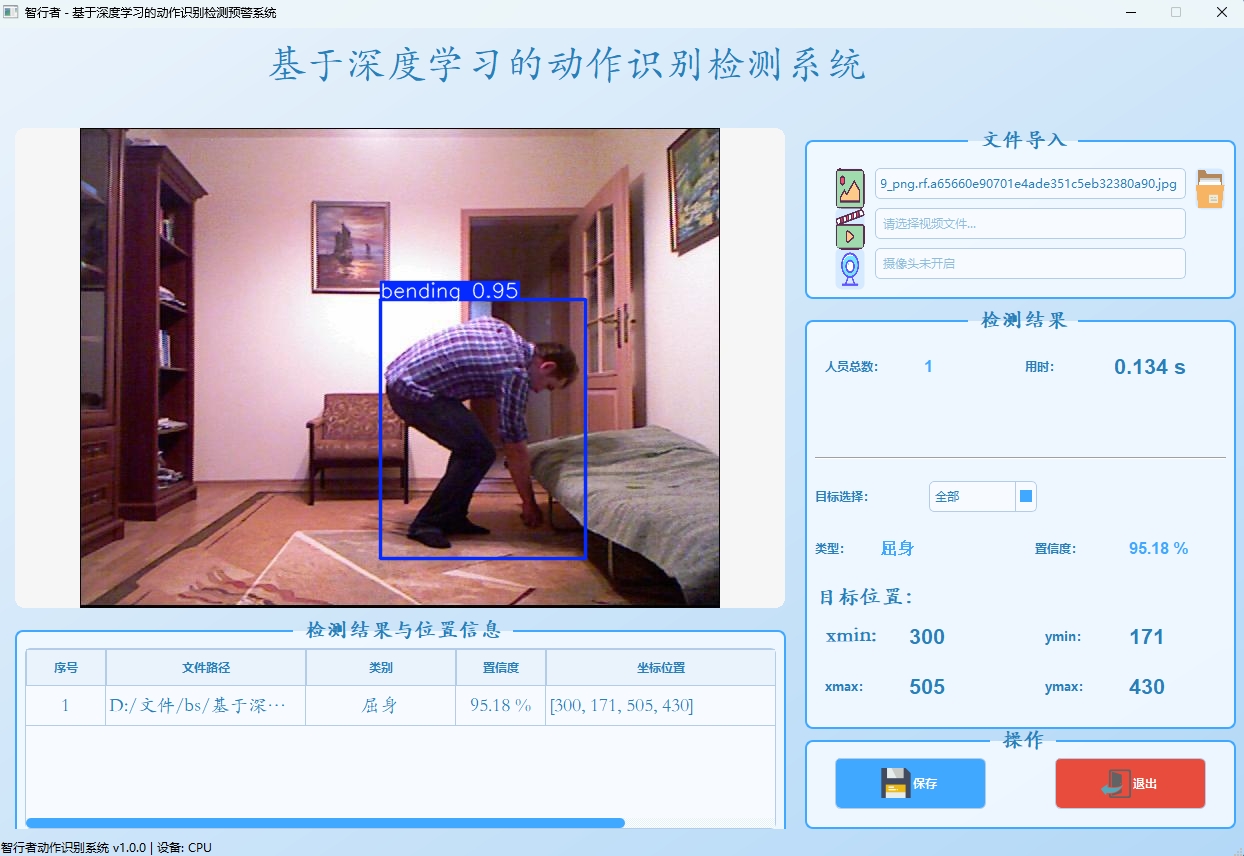 智行者 - 基于深度学习的动作识别检测预警系统
基于深度学习的动作识别检测系统
bending 0.95
文件导入
9_png.rf.a65660e90701e4ade351c5eb32380a90.jpg
请选择视频文件...
摄像头未开启
检测结果
人员总数: 1 用时: 0.134 s
目标选择: 全部
类型: 屈身 置信度: 95.18 %
目标位置:
xmin: 300 ymin: 171
xmax: 505 ymax: 430
检测结果与位置信息
序号 文件路径 类别 置信度 坐标位置
1 D:/文件/bs/基于深… 屈身 95.18 % [300, 171, 505, 430]
操作
保存 退出
智行者动作识别系统 v1.0.0 | 设备: CPU